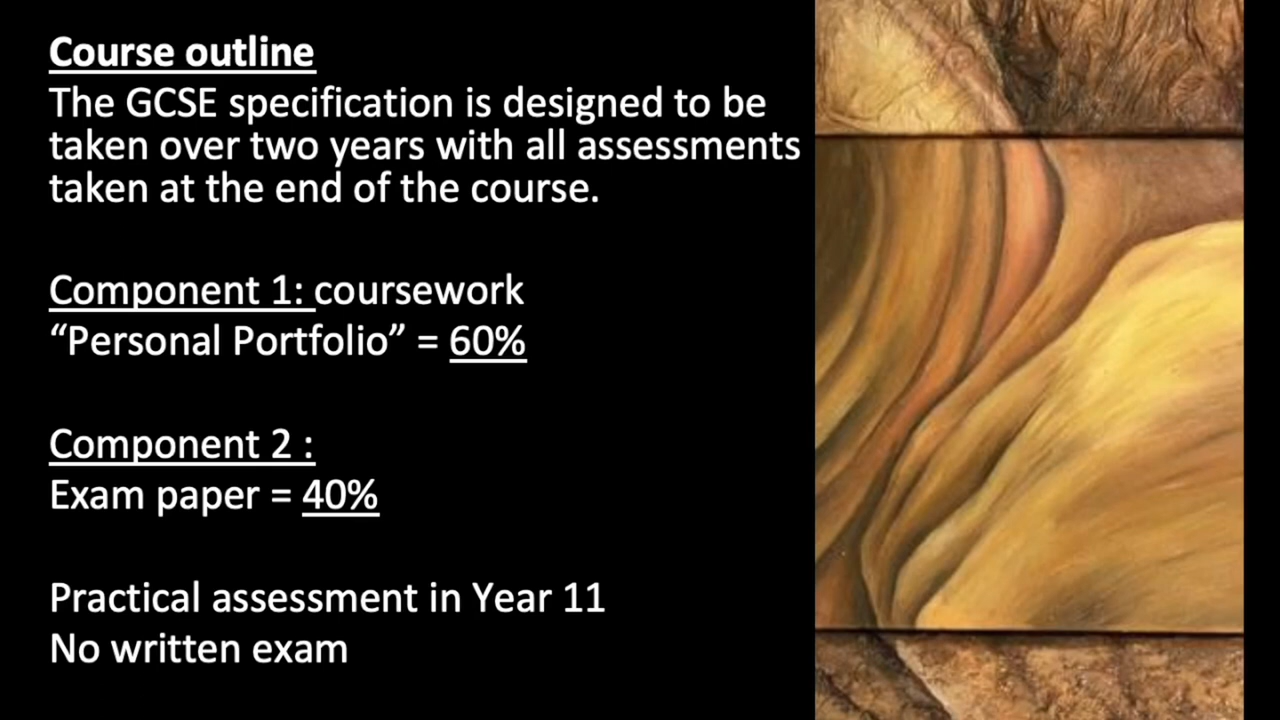 Course outline
The GCSE specification is designed to be
taken over two years with all assessments
taken at the end of the course.
Component 1: coursework
“Personal Portfolio” = 60%
Component 2 :
Exam paper = 40%
Practical assessment in Year 11
No written exam